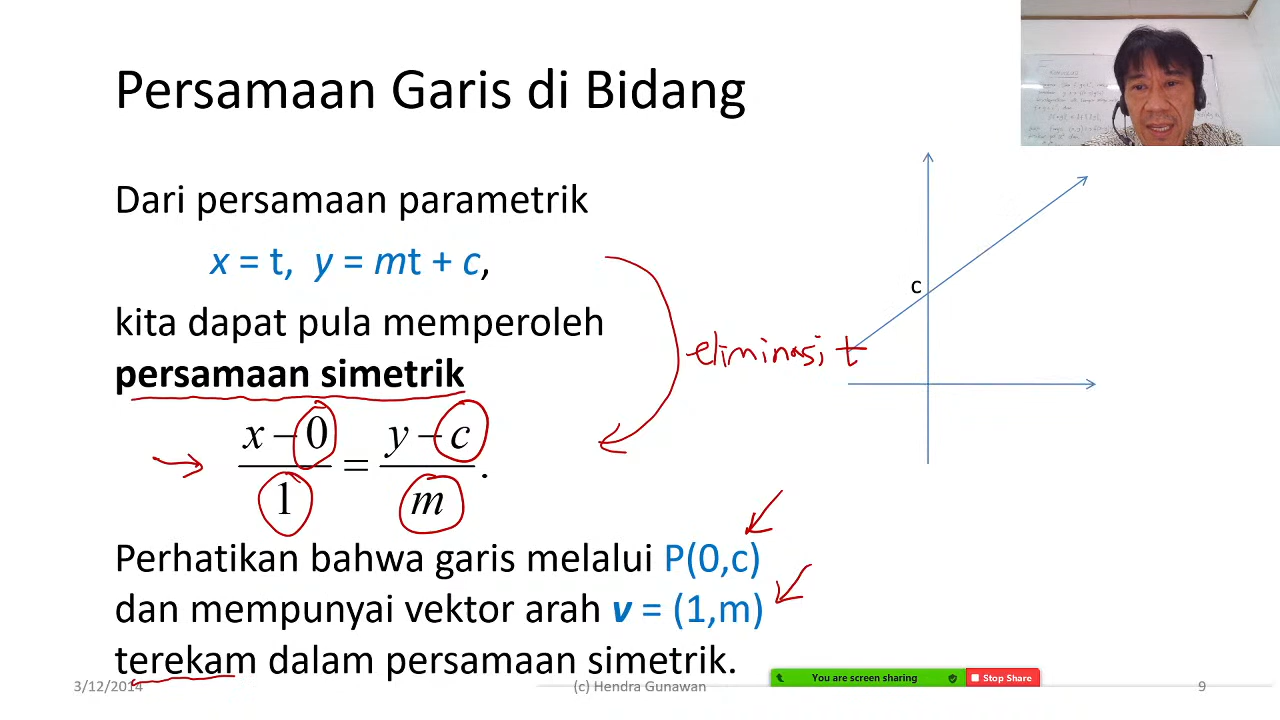 Persamaan Garis di Bidang
Dari persamaan parametrik
x = t, y = mt + c,
kita dapat pula memperoleh
persamaan simetrik
x – 0 / 1 = y – c / m .
eliminasi t
c
Perhatikan bahwa garis melalui P(0,c)
dan mempunyai vektor arah v = (1,m)
terekam dalam persamaan simetrik.
3/12/2014
(c) Hendra Gunawan
You are screen sharing
Stop Share
9